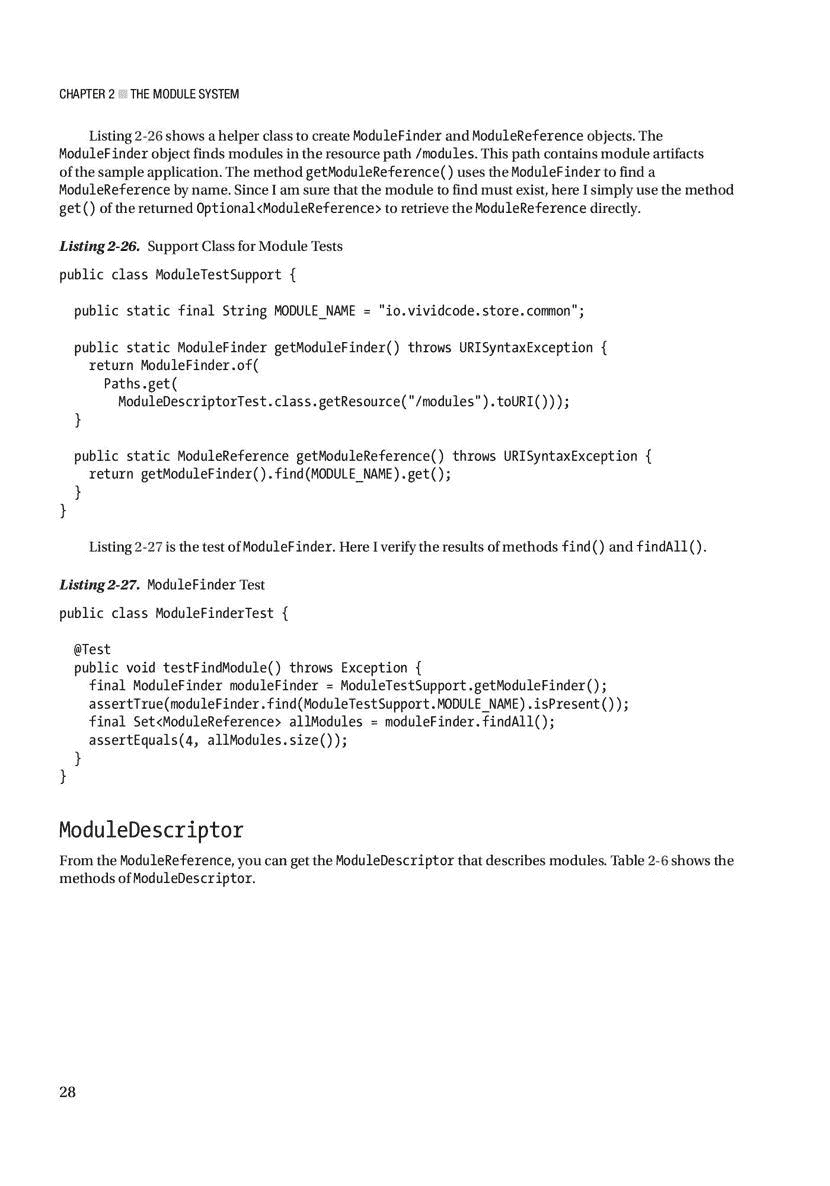 CHAPTER 2 ■ THE MODULE SYSTEM
Listing 2-26 shows a helper class to create ModuleFinder and ModuleReference objects. The
ModuleFinder object finds modules in the resource path /modules. This path contains module artifacts
of the sample application. The method getModuleReference() uses the ModuleFinder to find a
ModuleReference by name. Since I am sure that the module to find must exist, here I simply use the method
get() of the returned Optional<ModuleReference> to retrieve the ModuleReference directly.
Listing 2-26. Support Class for Module Tests
public class ModuleTestSupport {
  public static final String MODULE_NAME = "io.vividcode.store.common";
  public static ModuleFinder getModuleFinder() throws URISyntaxException {
    return ModuleFinder.of(
      Paths.get(
        ModuleDescriptorTest.class.getResource("/modules").toURI()));
  }
  public static ModuleReference getModuleReference() throws URISyntaxException {
    return getModuleFinder().find(MODULE_NAME).get();
  }
}
Listing 2-27 is the test of ModuleFinder. Here I verify the results of methods find() and findAll().
Listing 2-27. ModuleFinder Test
public class ModuleFinderTest {
  @Test
  public void testFindModule() throws Exception {
    final ModuleFinder moduleFinder = ModuleTestSupport.getModuleFinder();
    assertTrue(moduleFinder.find(ModuleTestSupport.MODULE_NAME).isPresent());
    final Set<ModuleReference> allModules = moduleFinder.findAll();
    assertEquals(4, allModules.size());
  }
}
ModuleDescriptor
From the ModuleReference, you can get the ModuleDescriptor that describes modules. Table 2-6 shows the
methods of ModuleDescriptor.
28